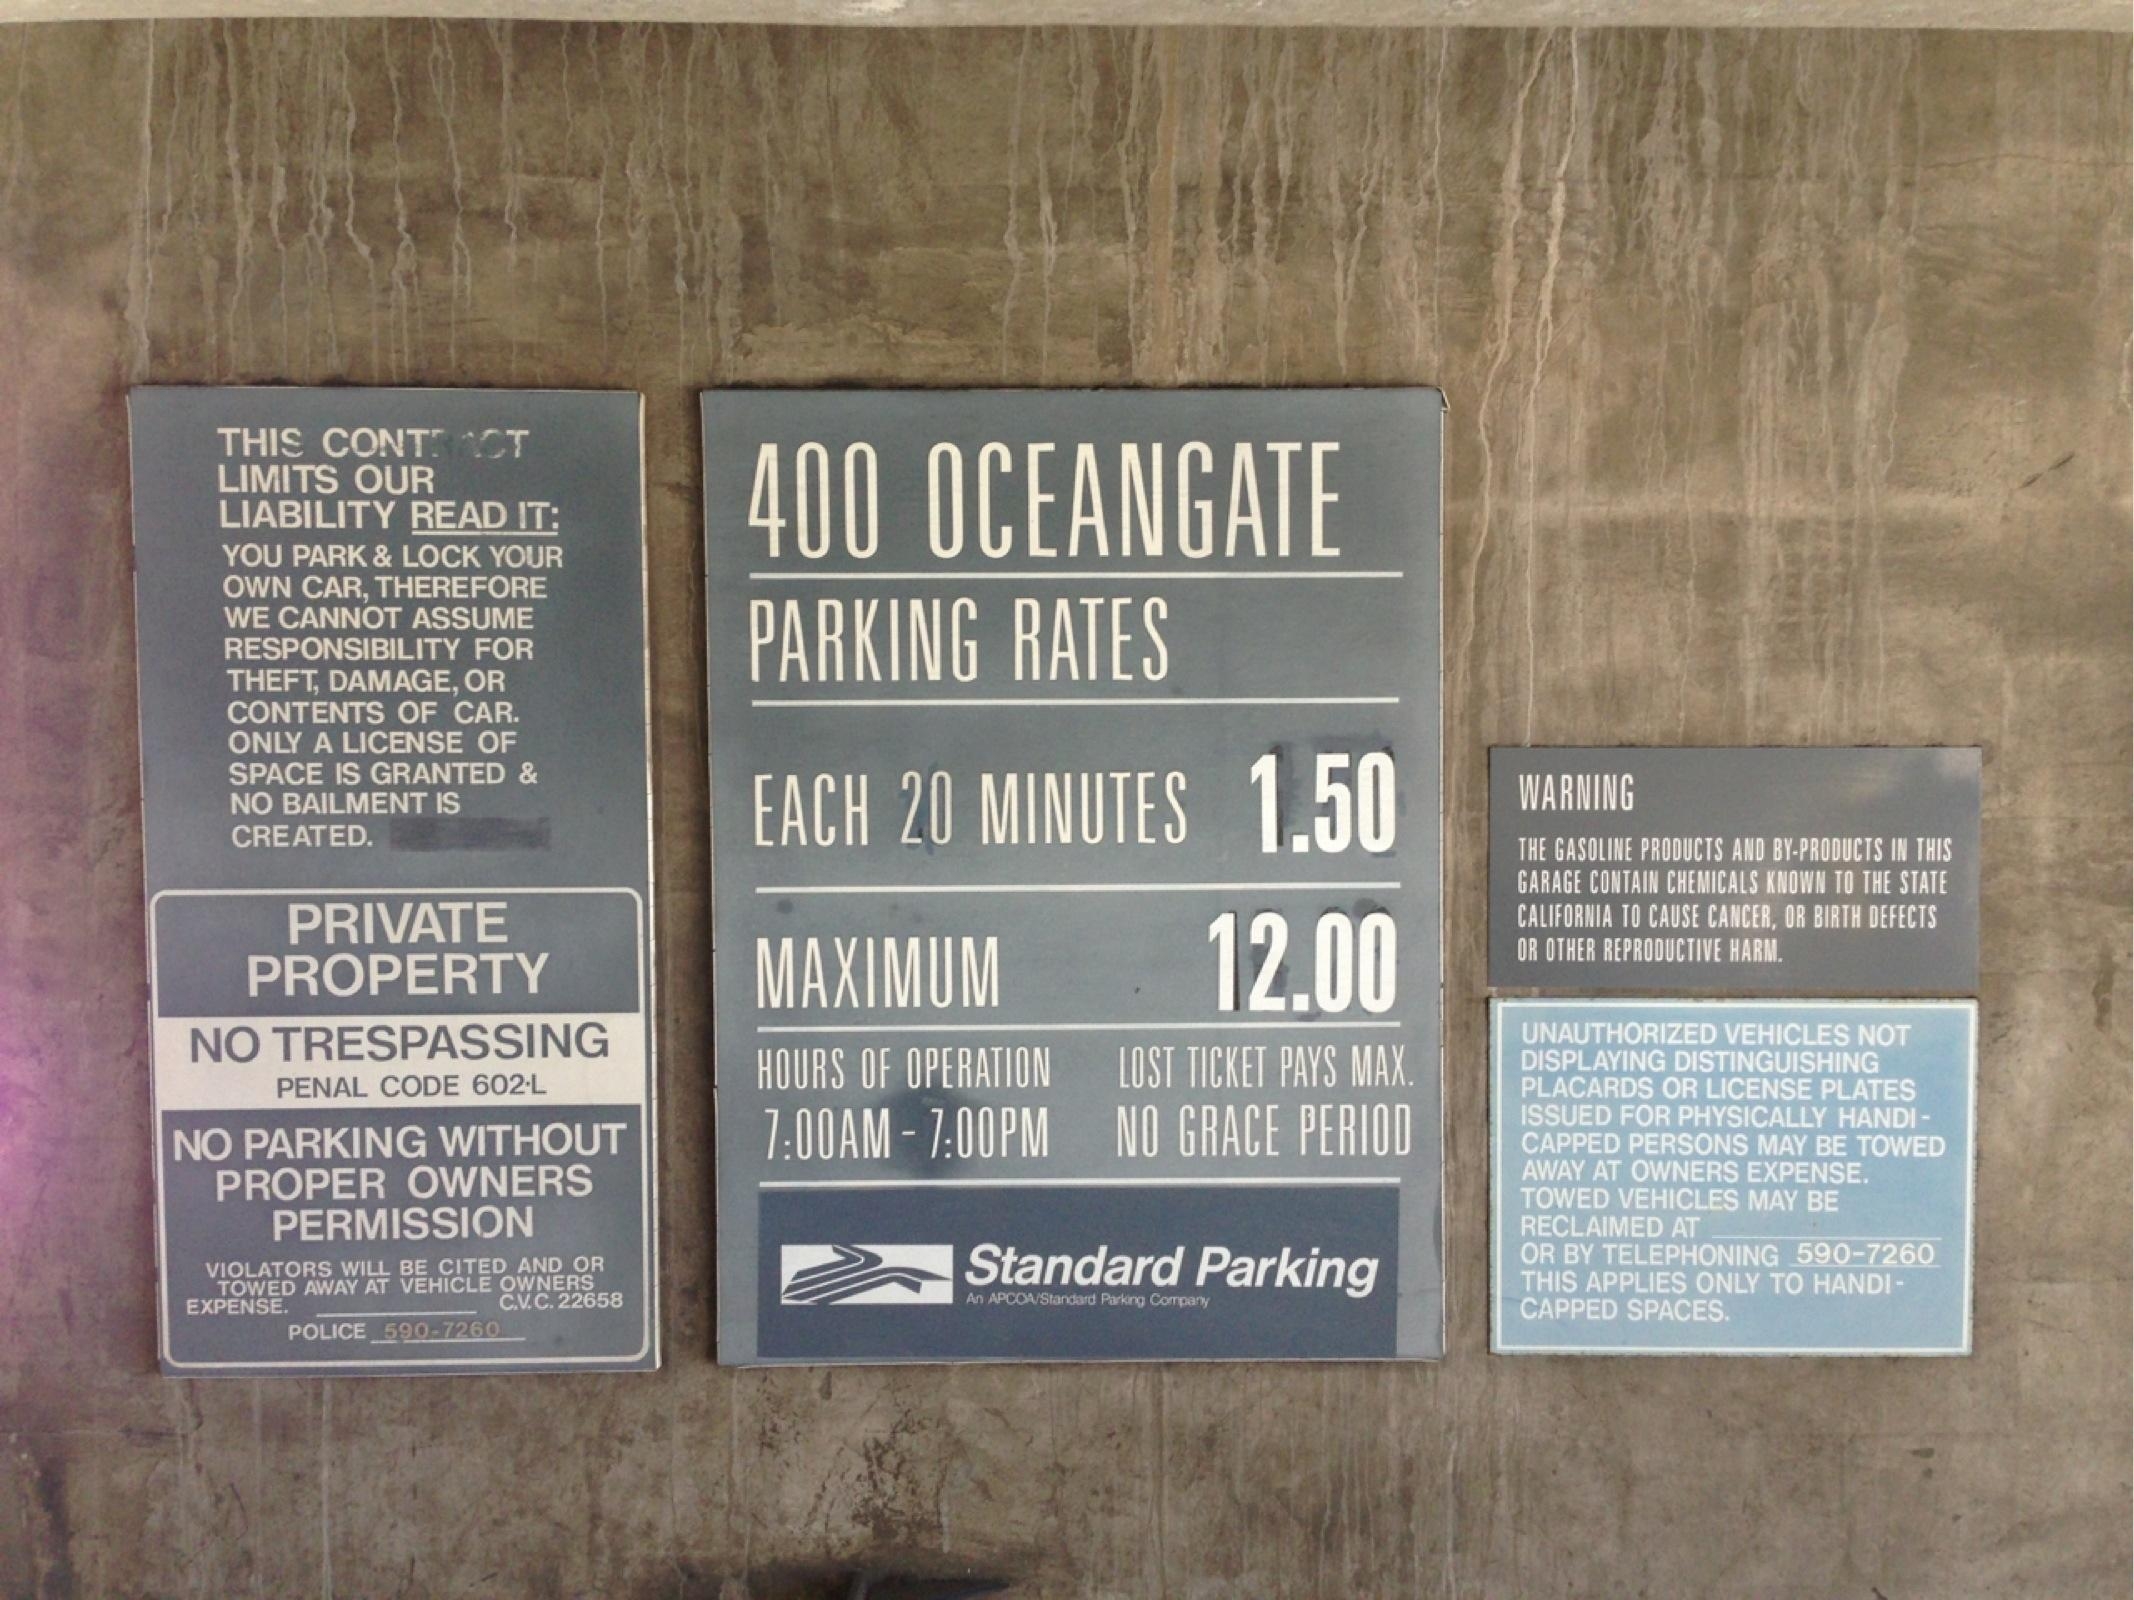 THIS CONTRACT
LIMITS OUR
LIABILITY READ IT:
YOU PARK & LOCK YOUR
OWN CAR, THEREFORE
WE CANNOT ASSUME
RESPONSIBILITY FOR
THEFT, DAMAGE, OR
CONTENTS OF CAR.
ONLY A LICENSE OF
SPACE IS GRANTED &
NO BAILMENT IS
CREATED.
PRIVATE
PROPERTY
NO TRESPASSING
PENAL CODE 602·L
NO PARKING WITHOUT
PROPER OWNERS
PERMISSION
VIOLATORS WILL BE CITED AND OR
TOWED AWAY AT VEHICLE OWNERS
EXPENSE. C.V.C. 22658
POLICE 590-7260
400 OCEANGATE
PARKING RATES
EACH 20 MINUTES 1.50
MAXIMUM 12.00
HOURS OF OPERATION
7:00AM - 7:00PM
LOST TICKET PAYS MAX.
NO GRACE PERIOD
Standard Parking
An APCOA/Standard Parking Company
WARNING
THE GASOLINE PRODUCTS AND BY-PRODUCTS IN THIS
GARAGE CONTAIN CHEMICALS KNOWN TO THE STATE
CALIFORNIA TO CAUSE CANCER, OR BIRTH DEFECTS
OR OTHER REPRODUCTIVE HARM.
UNAUTHORIZED VEHICLES NOT
DISPLAYING DISTINGUISHING
PLACARDS OR LICENSE PLATES
ISSUED FOR PHYSICALLY HANDI-
CAPPED PERSONS MAY BE TOWED
AWAY AT OWNERS EXPENSE.
TOWED VEHICLES MAY BE
RECLAIMED AT
OR BY TELEPHONING 590-7260
THIS APPLIES ONLY TO HANDI-
CAPPED SPACES.